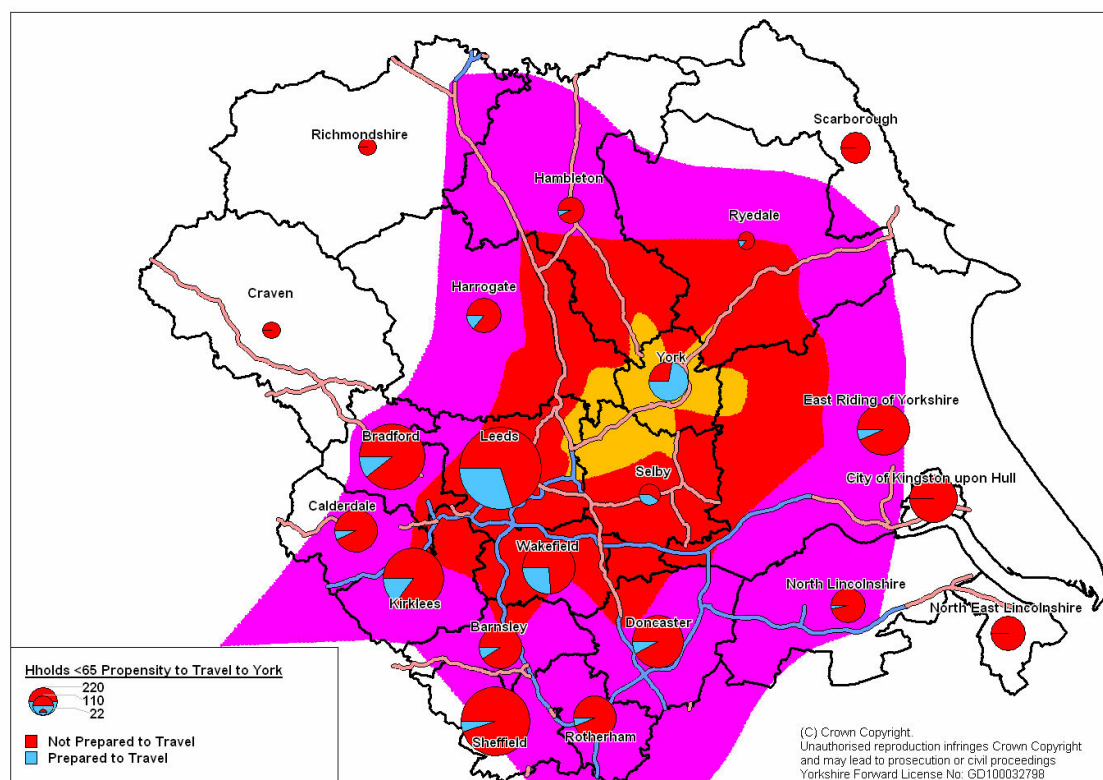 Scarborough
Richmondshire
Hambleton
Ryedale
Harrogate
Craven
York
East Riding of Yorkshire
Bradford
Leeds
Selby
City of Kingston upon Hull
Calderdale
Wakefield
North Lincolnshire
Kirklees
North East Lincolnshire
Barnsley
Doncaster
Sheffield
Rotherham
Hholds <65 Propensity to Travel to York
220
110
22
Not Prepared to Travel
Prepared to Travel
(C) Crown Copyright.
Unauthorised reproduction infringes Crown Copyright
and may lead to prosecution or civil proceedings
Yorkshire Forward License No: GD100032798